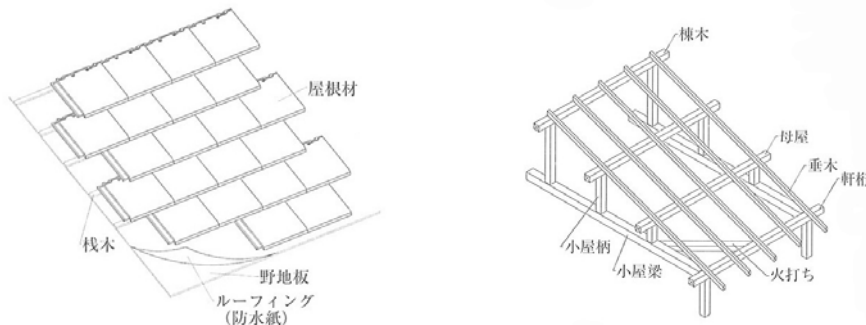 屋根材
桟木
野地板
ルーフィング
(防水紙)
棟木
母屋
垂木
軒桁
小屋柄
小屋梁
火打ち